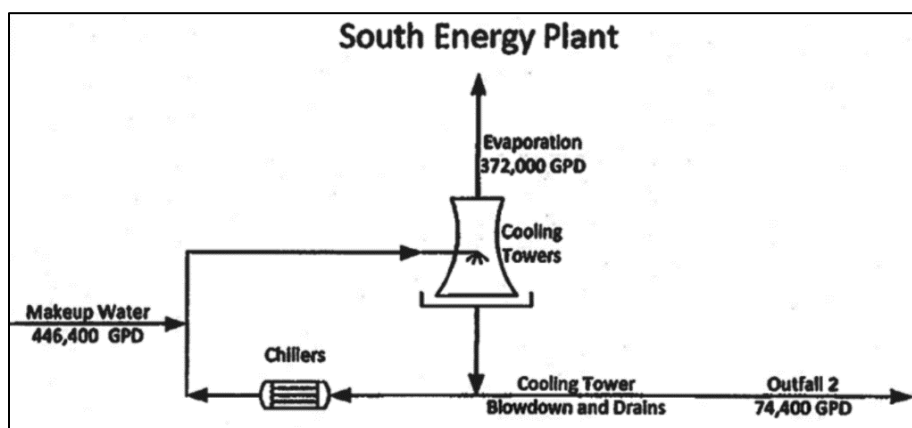 South Energy Plant
Evaporation
372,000 GPD
Cooling
Towers
Makeup Water
446,400 GPD
Chillers
Cooling Tower
Blowdown and Drains
Outfall 2
74,400 GPD